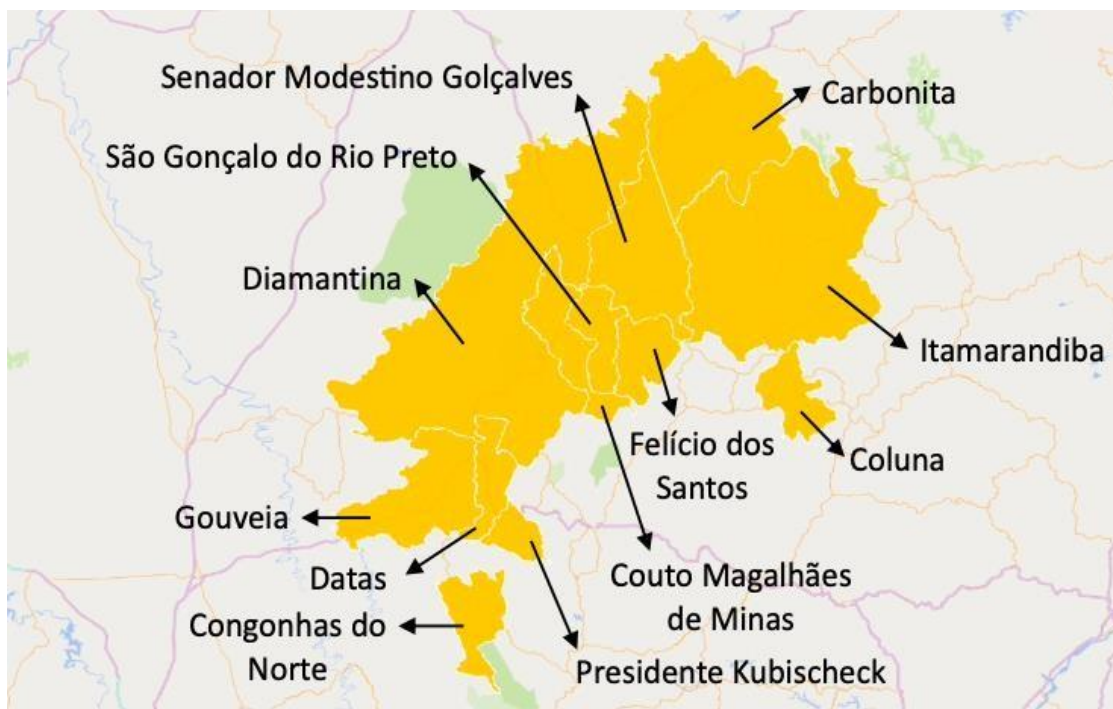 Senador Modestino Golçalves
Carbonita
São Gonçalo do Rio Preto
Diamantina
Itamarandiba
Felício dos
Santos
Coluna
Gouveia
Datas
Couto Magalhães
de Minas
Congonhas do
Norte
Presidente Kubischeck